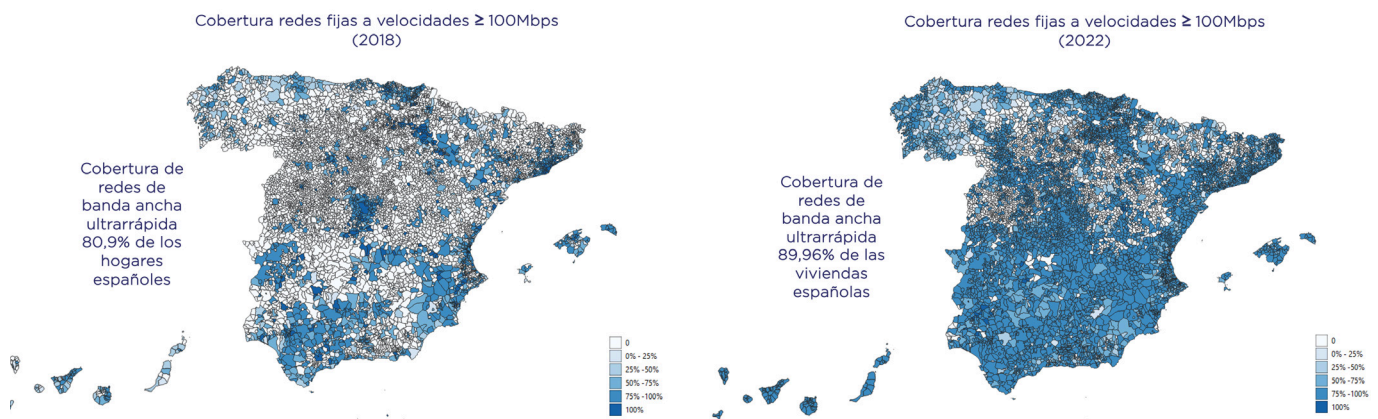 Cobertura redes fijas a velocidades ≥ 100Mbps
(2018)
Cobertura de
redes de
banda ancha
ultrarrápida
80,9% de los
hogares
españoles
0
0% - 25%
25% -50%
50% -75%
75% -100%
100%
Cobertura redes fijas a velocidades ≥ 100Mbps
(2022)
Cobertura de
redes de
banda ancha
ultrarrápida
89,96% de las
viviendas
españolas
0
0% - 25%
25% -50%
50% -75%
75% -100%
100%